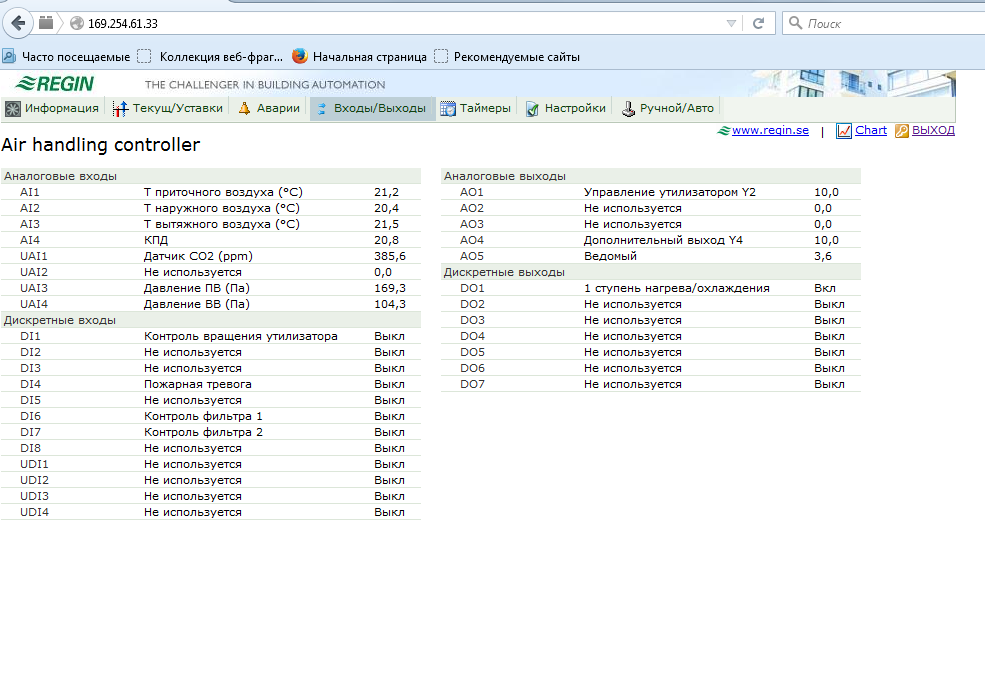 169.254.61.33
Поиск
Часто посещаемые
Коллекция веб-фраг...
Начальная страница
Рекомендуемые сайты
REGIN
THE CHALLENGER IN BUILDING AUTOMATION
Информация
Текущ/Уставки
Аварии
Входы/Выходы
Таймеры
Настройки
Ручной/Авто
www.regin.se | Chart ВЫХОД
Air handling controller
Аналоговые входы
AI1 Т приточного воздуха (°C) 21,2
AI2 Т наружного воздуха (°C) 20,4
AI3 Т вытяжного воздуха (°C) 21,5
AI4 КПД 20,8
UAI1 Датчик CO2 (ppm) 385,6
UAI2 Не используется 0,0
UAI3 Давление ПВ (Па) 169,3
UAI4 Давление ВВ (Па) 104,3
Дискретные входы
DI1 Контроль вращения утилизатора Выкл
DI2 Не используется Выкл
DI3 Не используется Выкл
DI4 Пожарная тревога Выкл
DI5 Не используется Выкл
DI6 Контроль фильтра 1 Выкл
DI7 Контроль фильтра 2 Выкл
DI8 Не используется Выкл
UDI1 Не используется Выкл
UDI2 Не используется Выкл
UDI3 Не используется Выкл
UDI4 Не используется Выкл
Аналоговые выходы
AO1 Управление утилизатором Y2 10,0
AO2 Не используется 0,0
AO3 Не используется 0,0
AO4 Дополнительный выход Y4 10,0
AO5 Ведомый 3,6
Дискретные выходы
DO1 1 ступень нагрева/охлаждения Вкл
DO2 Не используется Выкл
DO3 Не используется Выкл
DO4 Не используется Выкл
DO5 Не используется Выкл
DO6 Не используется Выкл
DO7 Не используется Выкл